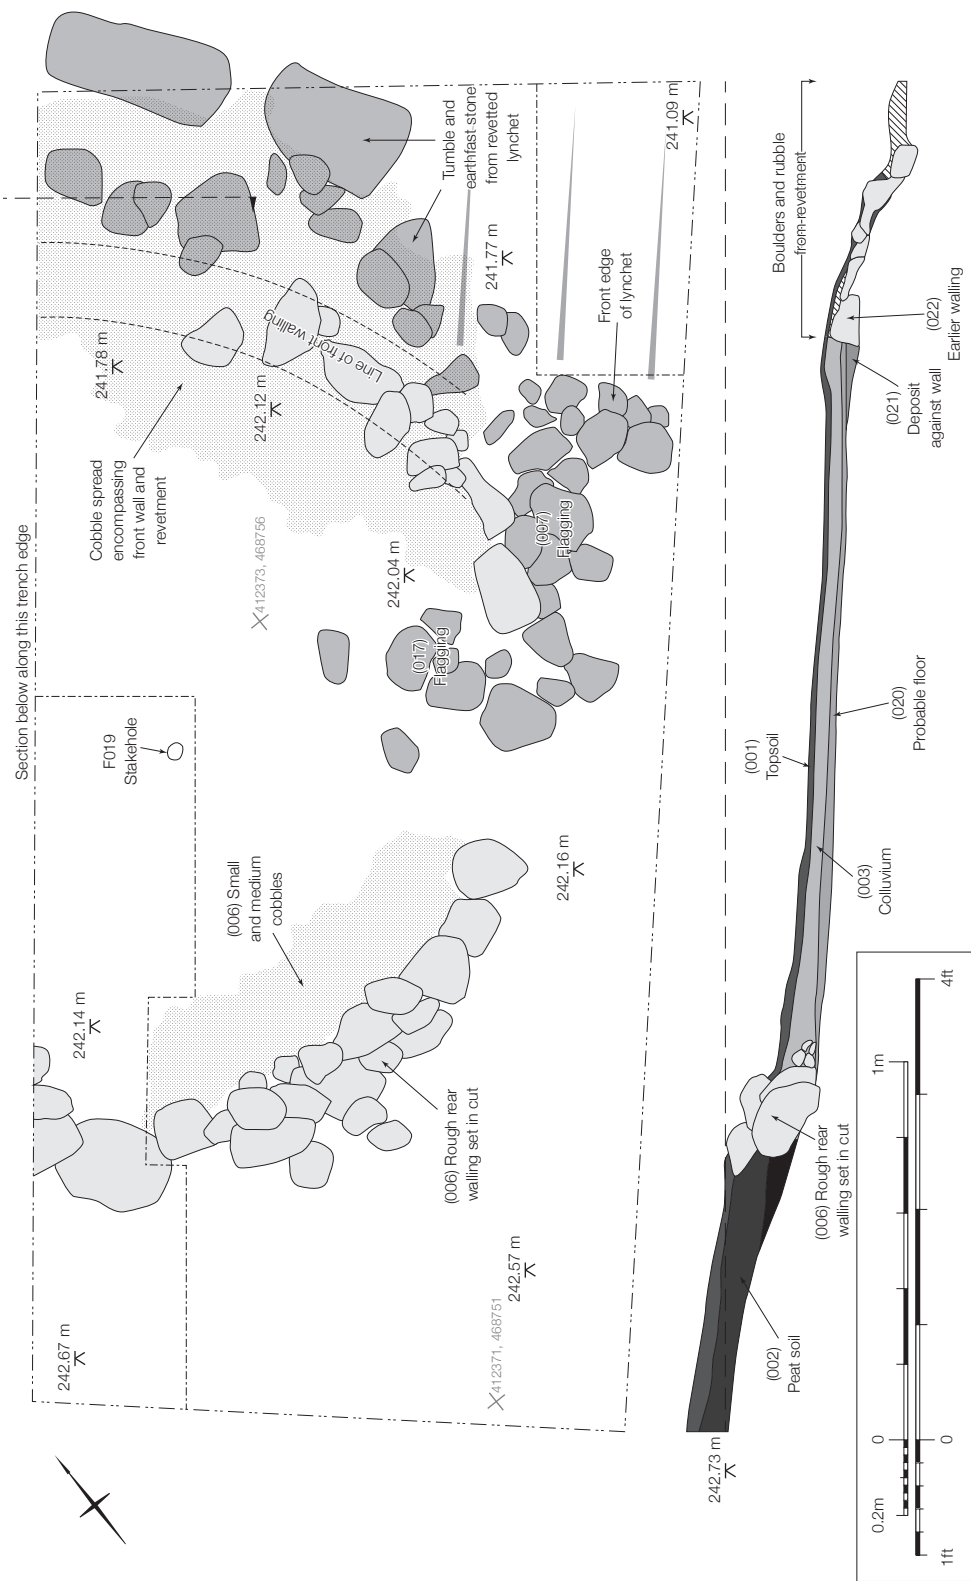 Section below along this trench edge
242.67 m
242.14 m
F019
Stakehole
Cobble spread
encompassing
front wall and
revetment
241.78 m
242.12 m
Line of front walling
412373, 468756
(006) Small
and medium
cobbles
Tumble and
earthfast stone
from revetted
lynchet
242.04 m
(017)
Flagging
(006) Rough rear
walling set in cut
412371, 468751
242.57 m
242.16 m
241.77 m
(007)
Flagging
Front edge
of lynchet
241.09 m
242.73 m
(002)
Peat soil
(006) Rough rear
walling set in cut
(001)
Topsoil
(003)
Colluvium
(020)
Probable floor
Boulders and rubble
from revetment
(021)
Deposit
against wall
(022)
Earlier walling
0.2m
0
1m
1ft
0
4ft